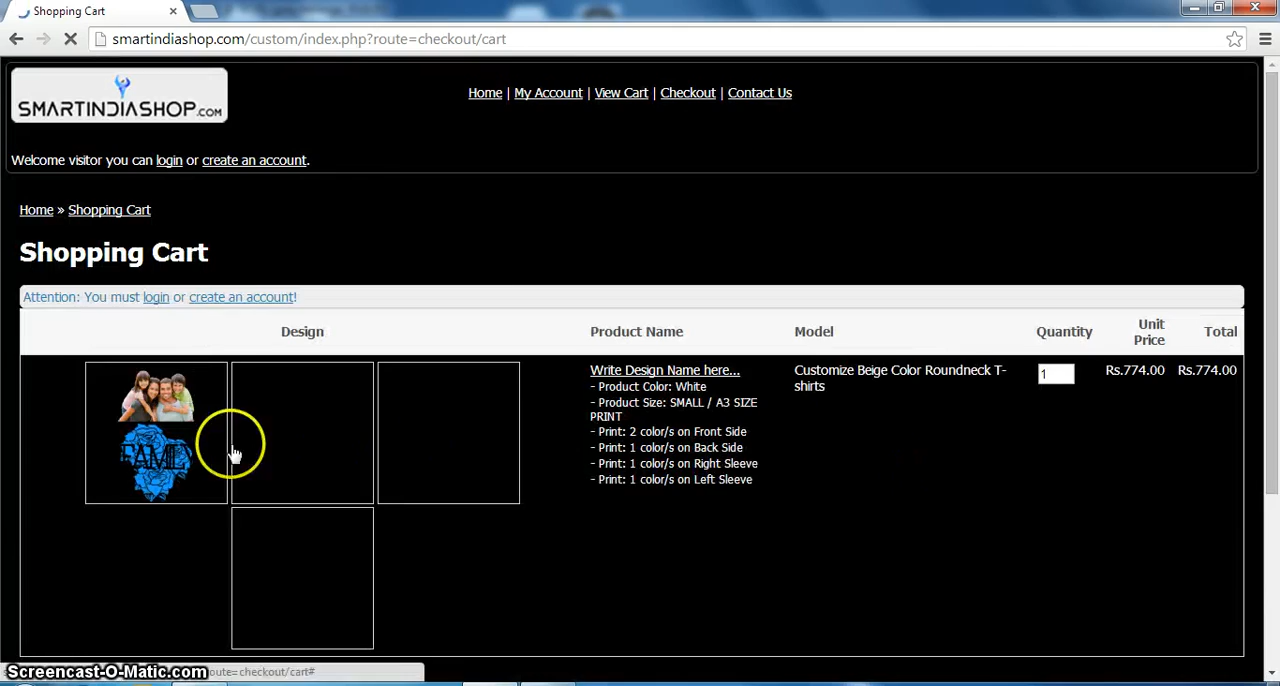 Shopping Cart
smartindiashop.com/custom/index.php?route=checkout/cart
SMARTINDIASHOP.COM
Home | My Account | View Cart | Checkout | Contact Us
Welcome visitor you can login or create an account.
Home » Shopping Cart
Shopping Cart
Attention: You must login or create an account!
Design Product Name Model Quantity Unit Price Total
Write Design Name here...
- Product Color: White
- Product Size: SMALL / A3 SIZE
PRINT
- Print: 2 color/s on Front Side
- Print: 1 color/s on Back Side
- Print: 1 color/s on Right Sleeve
- Print: 1 color/s on Left Sleeve
Customize Beige Color Roundneck T-
shirts
1
Rs.774.00 Rs.774.00
FAMILY
Screencast-O-Matic.com
route=checkout/cart#